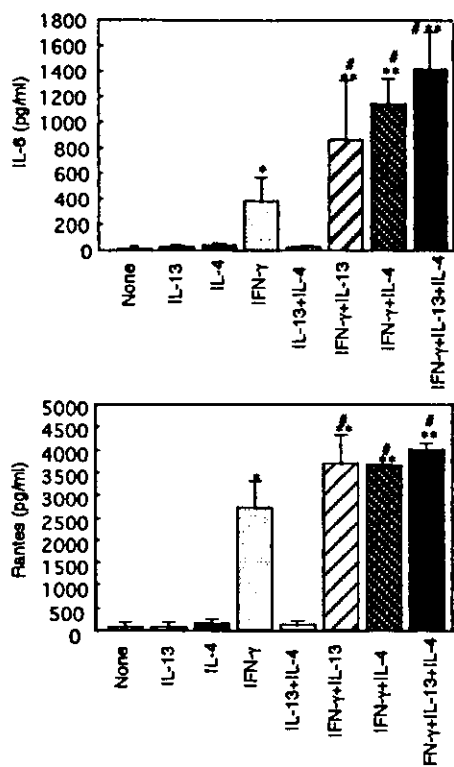 1800
1600
1400
1200
1000
800
600
400
200
0
IL-6 (pg/ml)
*
#
**
#
**
# **
None
IL-13
IL-4
IFN-γ
IL-13+IL-4
IFN-γ+IL-13
IFN-γ+IL-4
IFN-γ+IL-13+IL-4
5000
4500
4000
3500
3000
2500
2000
1500
1000
500
0
Rantes (pg/ml)
*
#
**
#
**
#
**
None
IL-13
IL-4
IFN-γ
IL-13+IL-4
IFN-γ+IL-13
IFN-γ+IL-4
FN-γ+IL-13+IL-4